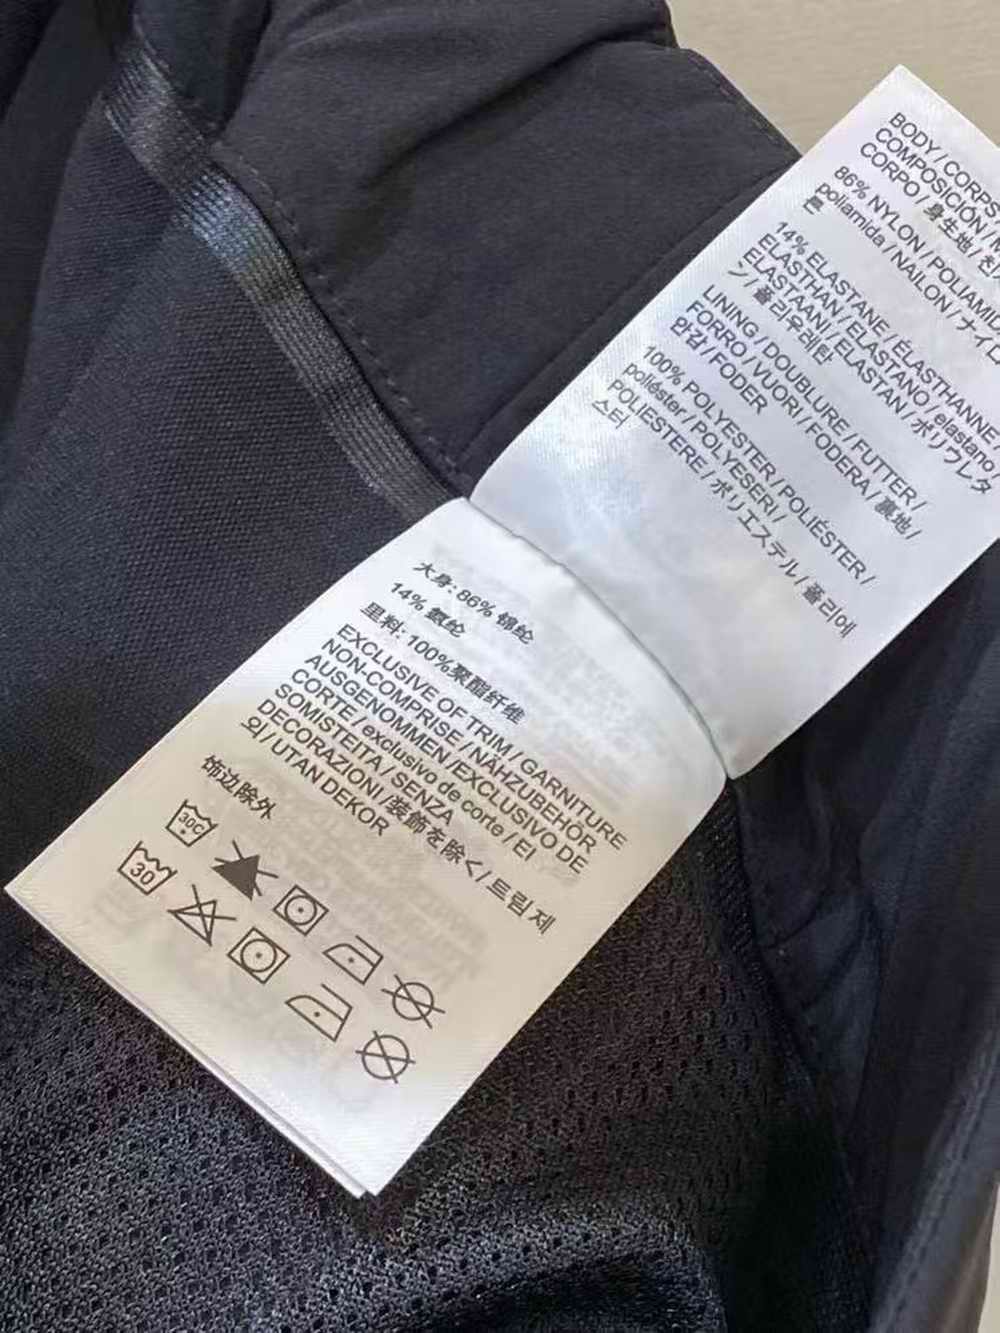 BODY / CORPS
COMPOSICIÓN /
CORPO / 身生地 /
86% NYLON / POLIAMIDE
poliamida / NAILON / ナイロ
론
14% ELASTANE / ÉLASTHANNE /
ELASTHAN / ELASTANO / elastano /
ELASTANI / ELASTAN / ポリウレタ
ン / 폴리우레탄
LINING / DOUBLURE / FUTTER /
FORRO / VUORI / FODERA / 裏地 /
안감 / FODER
100% POLYESTER / POLIÉSTER /
poliéster / POLYESERI /
POLIESTERE / ポリエステル / 폴리에
스터
大身: 86% 锦纶
14% 氨纶
里料: 100%聚酯纤维
EXCLUSIVE OF TRIM / GARNITURE
NON-COMPRISE / NÄHZUBEHÖR
AUSGENOMMEN /EXCLUSIVO DE
CORTE / exclusivo de corte / EI
SOMISTEITA / SENZA
DECORAZIONI /装飾を除く/ 트림 제
외 / UTAN DEKOR
饰边除外
30C
30